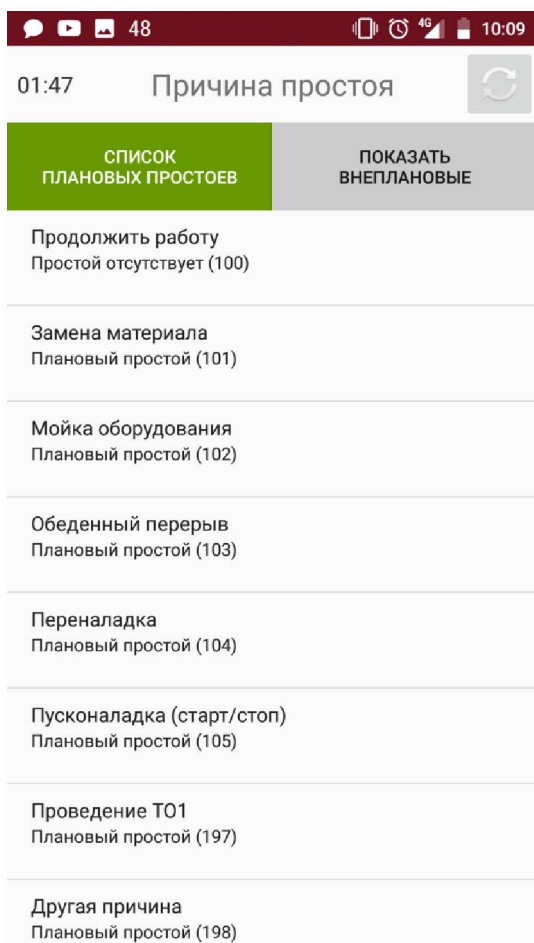 48
4G
10:09
01:47
Причина простоя
СПИСОК
ПЛАНОВЫХ ПРОСТОЕВ
ПОКАЗАТЬ
ВНЕПЛАНОВЫЕ
Продолжить работу
Простой отсутствует (100)
Замена материала
Плановый простой (101)
Мойка оборудования
Плановый простой (102)
Обеденный перерыв
Плановый простой (103)
Переналадка
Плановый простой (104)
Пусконаладка (старт/стоп)
Плановый простой (105)
Проведение ТО1
Плановый простой (197)
Другая причина
Плановый простой (198)